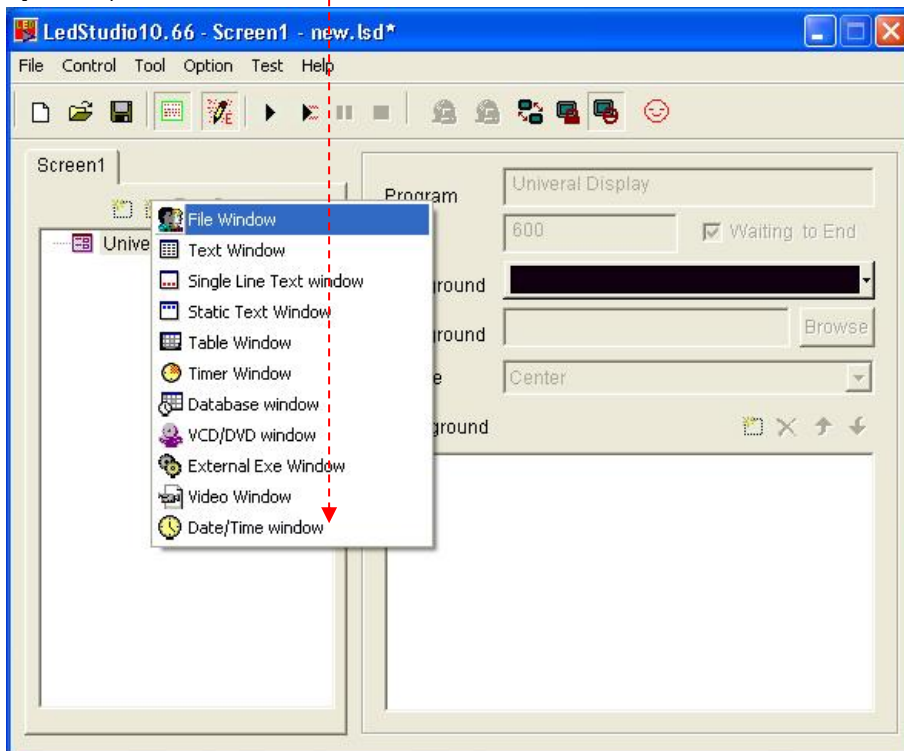 LedStudio10.66 - Screen1 - new.lsd*
File Control Tool Option Test Help
Screen1
Program
Univeral Display
600
Waiting to End
Unive
File Window
Text Window
Single Line Text window
Static Text Window
Table Window
Timer Window
Database window
VCD/DVD window
External Exe Window
Video Window
Date/Time window
ground
ground
Browse
e
Center
ground